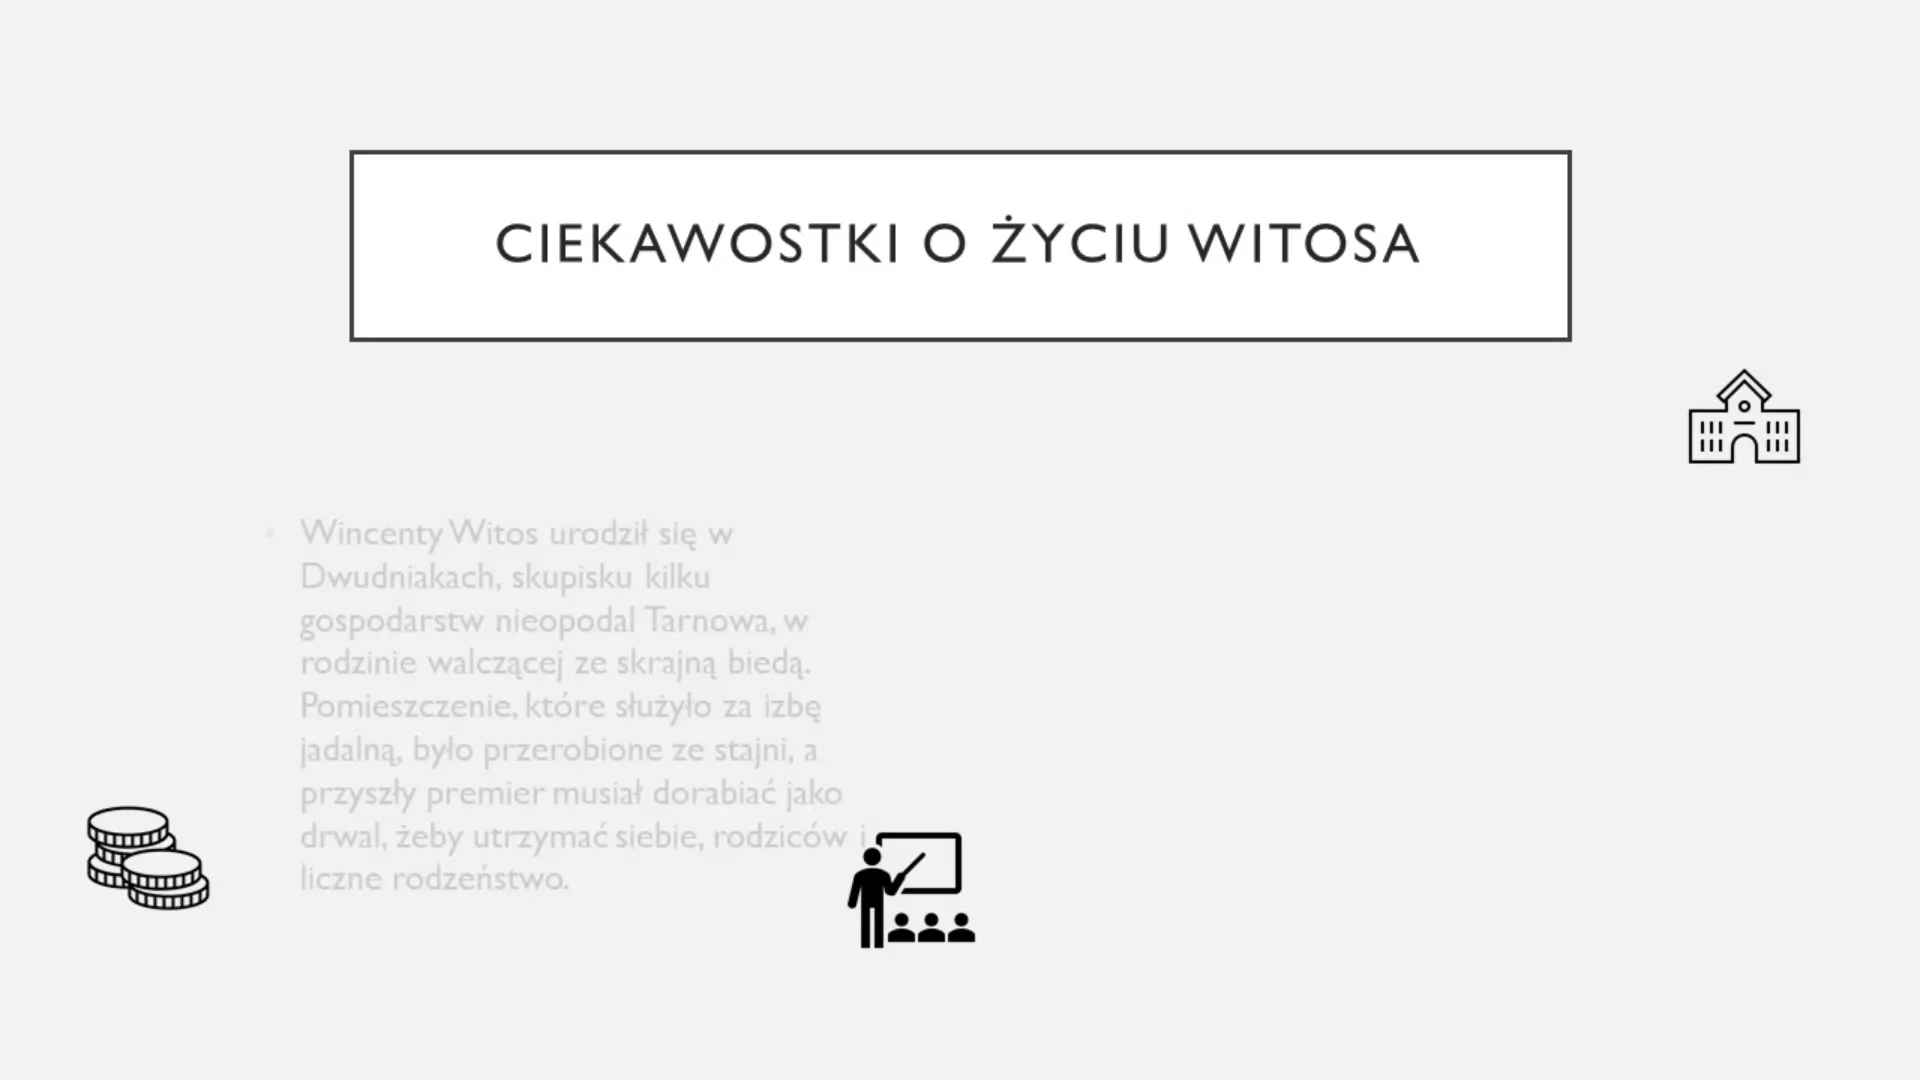 CIEKAWOSTKI O ŻYCIU WITOSA
• Wincenty Witos urodził się w
Dwudniakach, skupisku kilku
gospodarstw nieopodal Tarnowa, w
rodzinie walczącej ze skrajną biedą.
Pomieszczenie, które służyło za izbę
jadalną, było przerobione ze stajni, a
przyszły premier musiał dorabiać jako
drwal, żeby utrzymać siebie, rodziców i
liczne rodzeństwo.